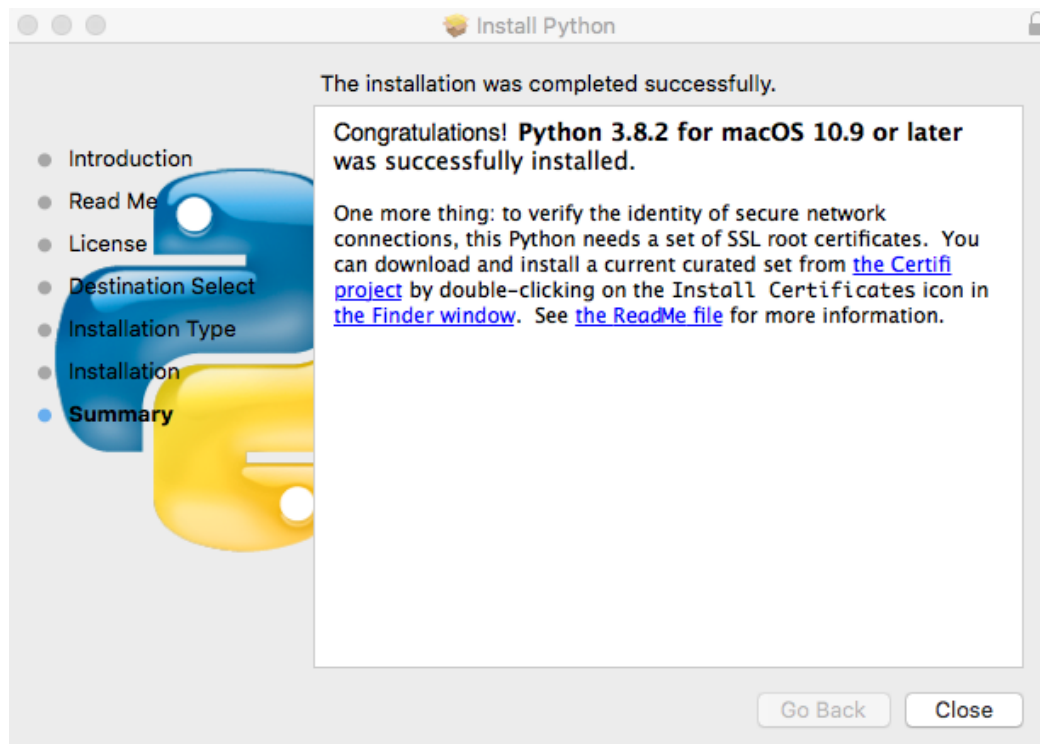 Install Python
The installation was completed successfully.
Introduction
Read Me
License
Destination Select
Installation Type
Installation
Summary
Congratulations! Python 3.8.2 for macOS 10.9 or later
was successfully installed.
One more thing: to verify the identity of secure network
connections, this Python needs a set of SSL root certificates. You
can download and install a current curated set from the Certifi
project by double-clicking on the Install Certificates icon in
the Finder window. See the ReadMe file for more information.
Go Back
Close